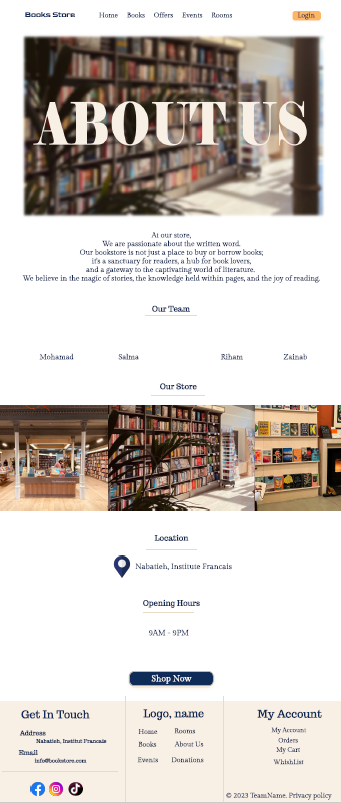 Books Store Home Books Offers Events Rooms Login
ABOUT US
At our store,
We are passionate about the written word.
Our bookstore is not just a place to buy or borrow books;
it's a sanctuary for readers, a hub for book lovers,
and a gateway to the captivating world of literature.
We believe in the magic of stories, the knowledge held within pages, and the joy of reading.
Our Team
Mohamad Salma Riham Zainab
Our Store
Location
Nabatieh, Institute Francais
Opening Hours
9AM - 9PM
Shop Now
Get In Touch
Address
Nabatieh, Institut Francais
Email
info@bookstore.com
Logo, name
Home Rooms
Books About Us
Events Donations
My Account
My Account
Orders
My Cart
WhishList
© 2023 TeamName. Privacy policy